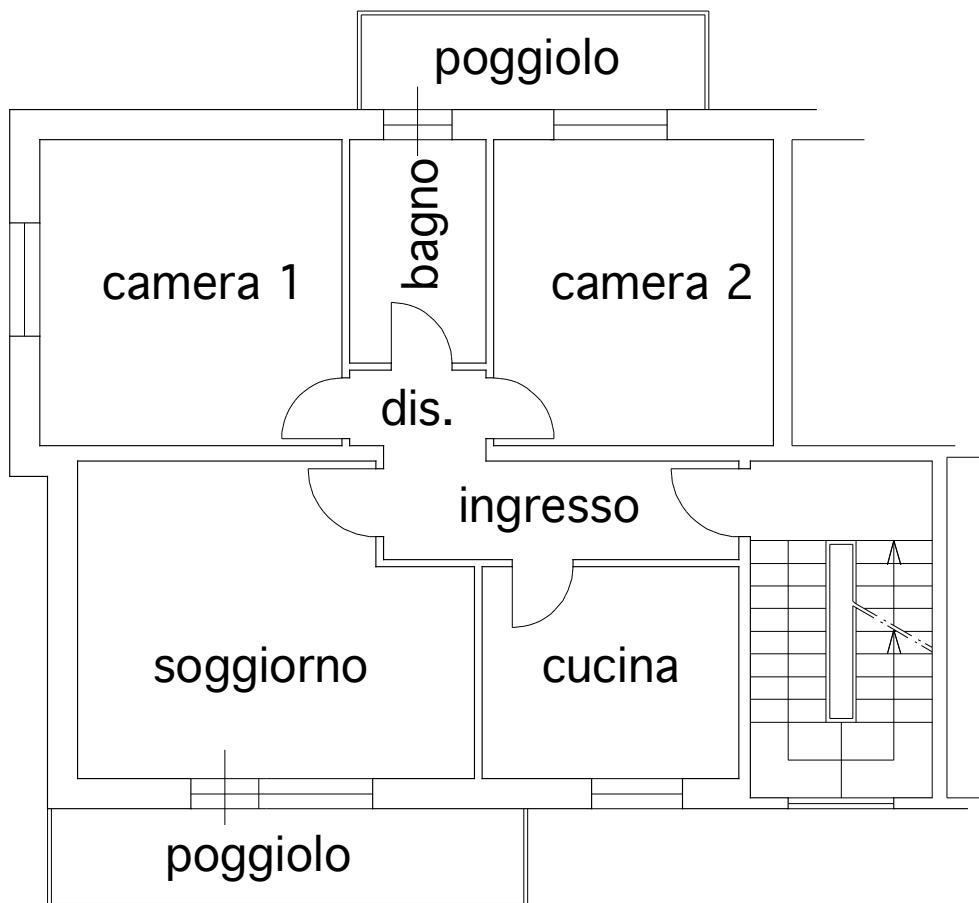 poggiolo
bagno
camera 1
camera 2
dis.
ingresso
soggiorno
cucina
poggiolo